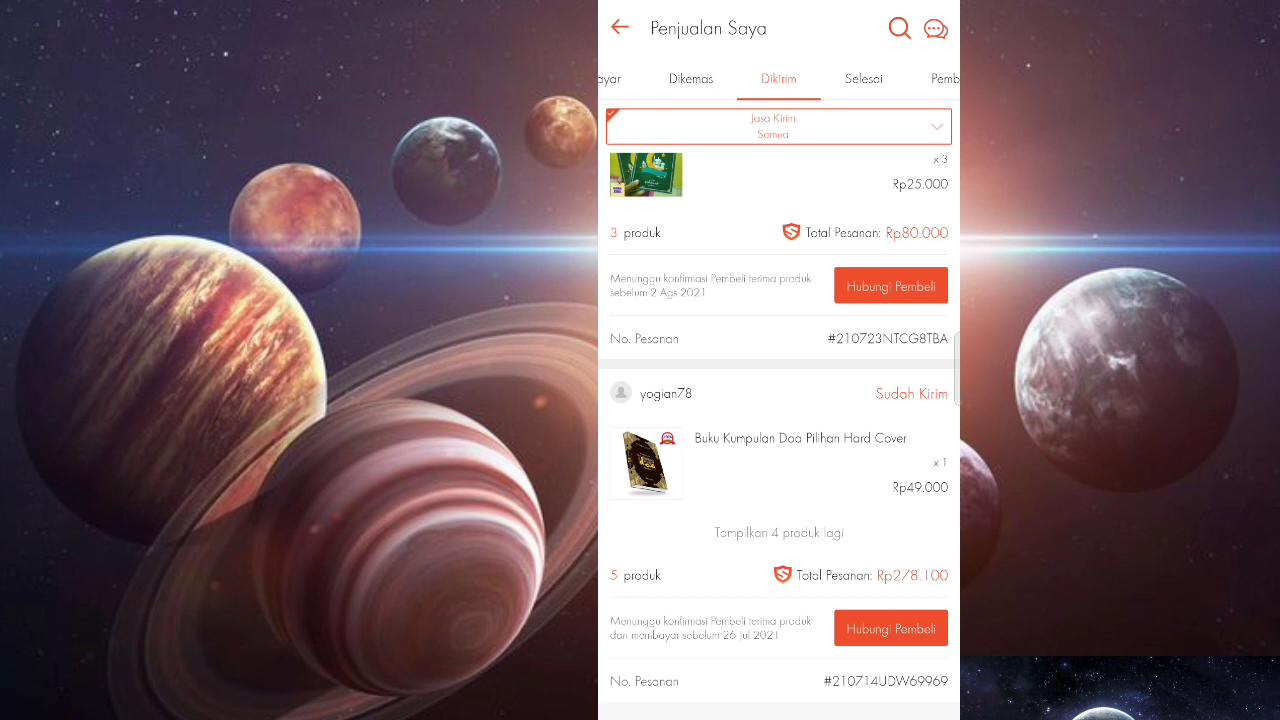 Penjualan Saya
ayar Dikemas Dikirim Selesai Pemb
Jasa Kirim
Semua
x 3
Rp25.000
3 produk Total Pesanan: Rp80.000
Menunggu konfirmasi Pembeli terima produk
sebelum 2 Ags 2021
Hubungi Pembeli
No. Pesanan #210723NTCG8TBA
yogian78 Sudah Kirim
Buku Kumpulan Doa Pilihan Hard Cover
x 1
Rp49.000
Tampilkan 4 produk lagi
5 produk Total Pesanan: Rp278.100
Menunggu konfirmasi Pembeli terima produk
dan membayar sebelum 26 Jul 2021
Hubungi Pembeli
No. Pesanan #210714UDW69969